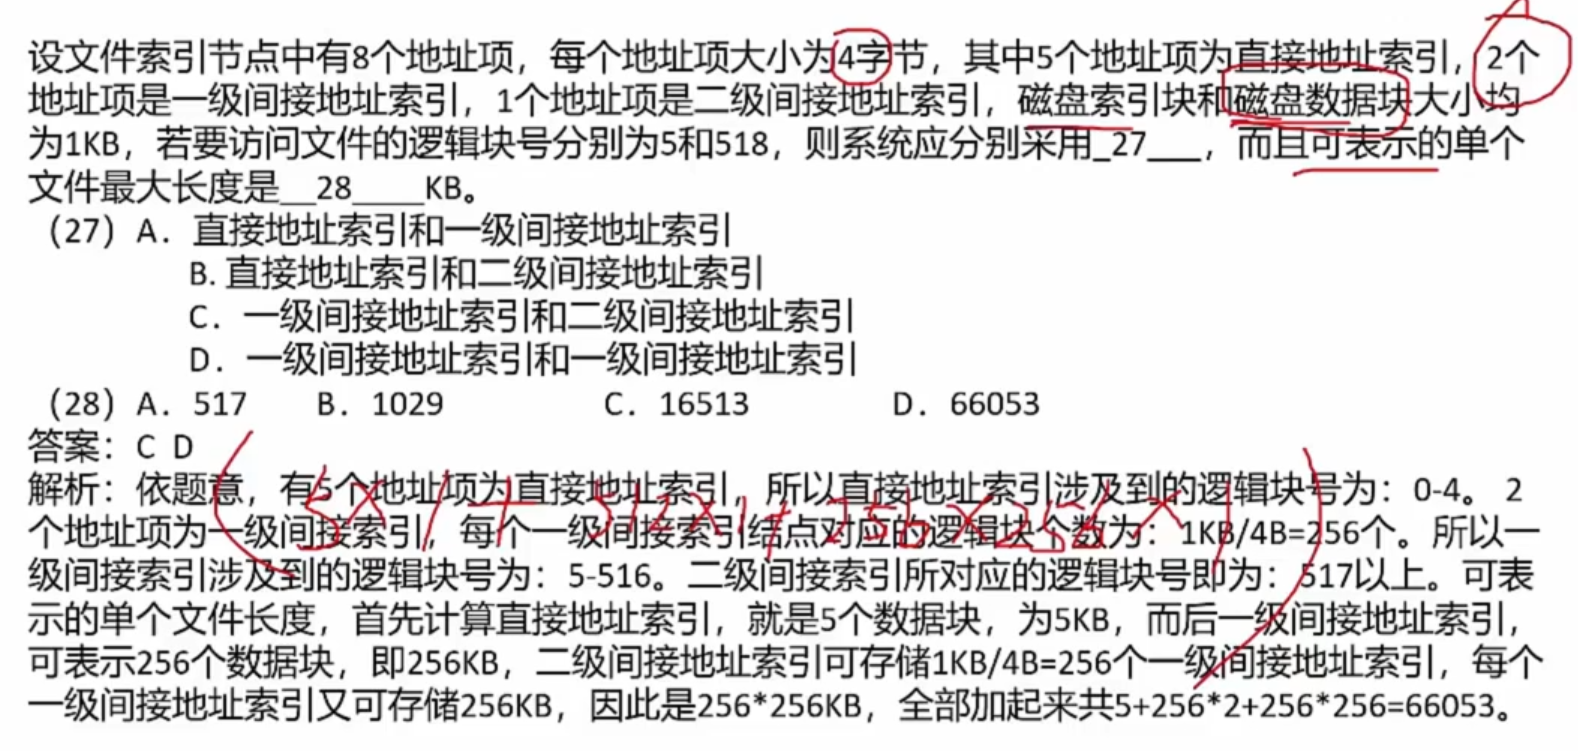 设文件索引节点中有8个地址项，每个地址项大小为4字节，其中5个地址项为直接地址索引，2个
地址项是一级间接地址索引，1个地址项是二级间接地址索引，磁盘索引块和磁盘数据块大小均
为1KB，若要访问文件的逻辑块号分别为5和518，则系统应分别采用_27___，而且可表示的单个
文件最大长度是__28____KB。
（27）A．直接地址索引和一级间接地址索引
B. 直接地址索引和二级间接地址索引
C．一级间接地址索引和二级间接地址索引
D．一级间接地址索引和一级间接地址索引
（28）A．517 B．1029 C．16513 D．66053
答案：C D
解析：依题意，有5个地址项为直接地址索引，所以直接地址索引涉及到的逻辑块号为：0-4。 2
(5×1+512×1+256×256×1)
个地址项为一级间接索引，每个一级间接索引结点对应的逻辑块个数为：1KB/4B=256个。所以一
级间接索引涉及到的逻辑块号为：5-516。二级间接索引所对应的逻辑块号即为：517以上。可表
示的单个文件长度，首先计算直接地址索引，就是5个数据块，为5KB，而后一级间接地址索引，
可表示256个数据块，即256KB，二级间接地址索引可存储1KB/4B=256个一级间接地址索引，每个
一级间接地址索引又可存储256KB，因此是256*256KB，全部加起来共5+256*2+256*256=66053。